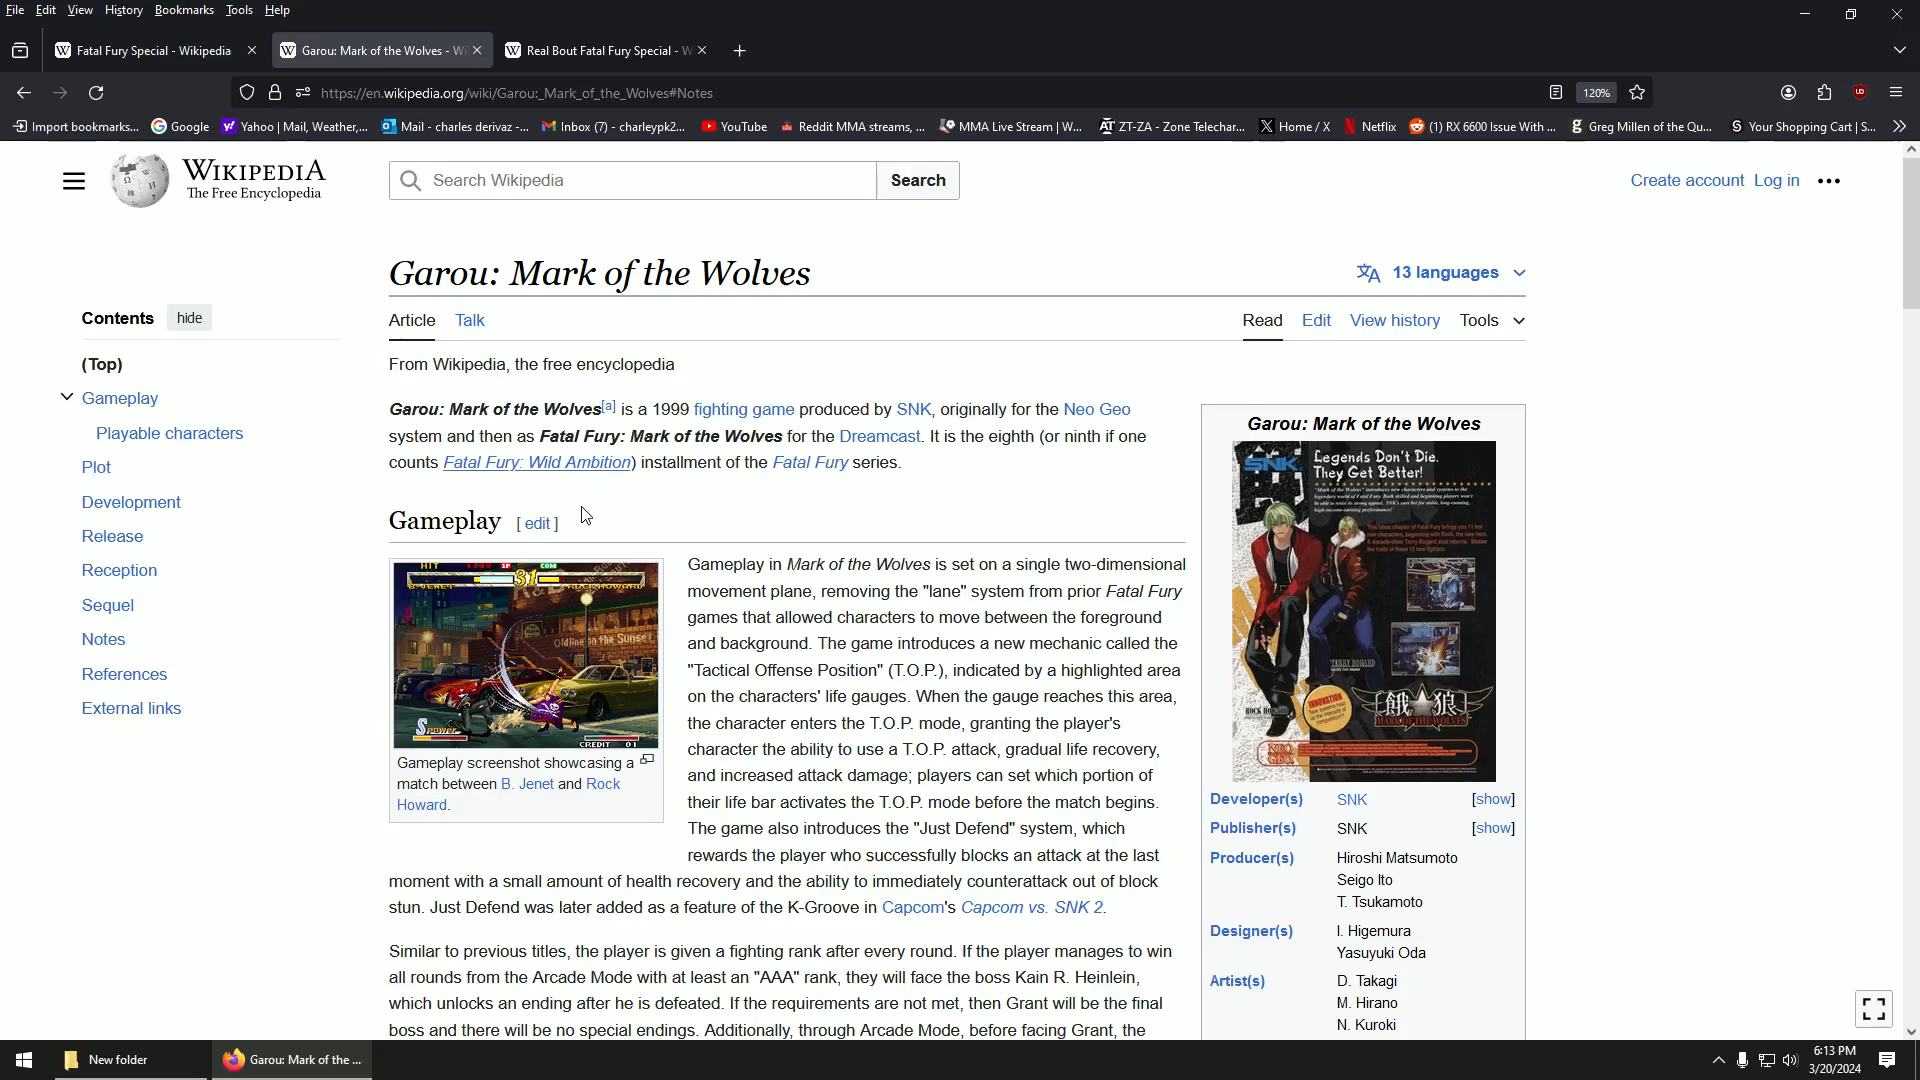 File Edit View History Bookmarks Tools Help
Fatal Fury Special - Wikipedia
Garou: Mark of the Wolves - W
Real Bout Fatal Fury Special - W
https://en.wikipedia.org/wiki/Garou:_Mark_of_the_Wolves#Notes
120%
Import bookmarks...
Google
Yahoo | Mail, Weather,...
Mail - charles derivaz -...
Inbox (7) - charleypk2...
YouTube
Reddit MMA streams, ...
MMA Live Stream | W...
ZT-ZA - Zone Telechar...
Home / X
Netflix
(1) RX 6600 Issue With ...
Greg Millen of the Qu...
Your Shopping Cart | S...
WIKIPEDIA
The Free Encyclopedia
Search Wikipedia
Search
Create account Log in
Garou: Mark of the Wolves
13 languages
Article Talk
Read Edit View history Tools
Contents hide
(Top)
Gameplay
Playable characters
Plot
Development
Release
Reception
Sequel
Notes
References
External links
From Wikipedia, the free encyclopedia
Garou: Mark of the Wolves[a] is a 1999 fighting game produced by SNK, originally for the Neo Geo
system and then as Fatal Fury: Mark of the Wolves for the Dreamcast. It is the eighth (or ninth if one
counts Fatal Fury: Wild Ambition) installment of the Fatal Fury series.
Gameplay [ edit ]
HIT
COM
31
Oldline on the Sunset
S power
CREDIT 01
Gameplay screenshot showcasing a
match between B. Jenet and Rock
Howard.
Gameplay in Mark of the Wolves is set on a single two-dimensional
movement plane, removing the "lane" system from prior Fatal Fury
games that allowed characters to move between the foreground
and background. The game introduces a new mechanic called the
"Tactical Offense Position" (T.O.P.), indicated by a highlighted area
on the characters' life gauges. When the gauge reaches this area,
the character enters the T.O.P. mode, granting the player's
character the ability to use a T.O.P. attack, gradual life recovery,
and increased attack damage; players can set which portion of
their life bar activates the T.O.P. mode before the match begins.
The game also introduces the "Just Defend" system, which
rewards the player who successfully blocks an attack at the last
moment with a small amount of health recovery and the ability to immediately counterattack out of block
stun. Just Defend was later added as a feature of the K-Groove in Capcom's Capcom vs. SNK 2.
Similar to previous titles, the player is given a fighting rank after every round. If the player manages to win
all rounds from the Arcade Mode with at least an "AAA" rank, they will face the boss Kain R. Heinlein,
which unlocks an ending after he is defeated. If the requirements are not met, then Grant will be the final
boss and there will be no special endings. Additionally, through Arcade Mode, before facing Grant, the
Garou: Mark of the Wolves
SNK
Legends Don't Die.
They Get Better!
TERRY BOGARD
ROCK HOWARD
餓狼
MARK OF THE WOLVES
NEO
GEO
Developer(s) SNK [show]
Publisher(s) SNK [show]
Producer(s) Hiroshi Matsumoto
Seigo Ito
T. Tsukamoto
Designer(s) I. Higemura
Yasuyuki Oda
Artist(s) D. Takagi
M. Hirano
N. Kuroki
New folder
Garou: Mark of the ...
6:13 PM
3/20/2024